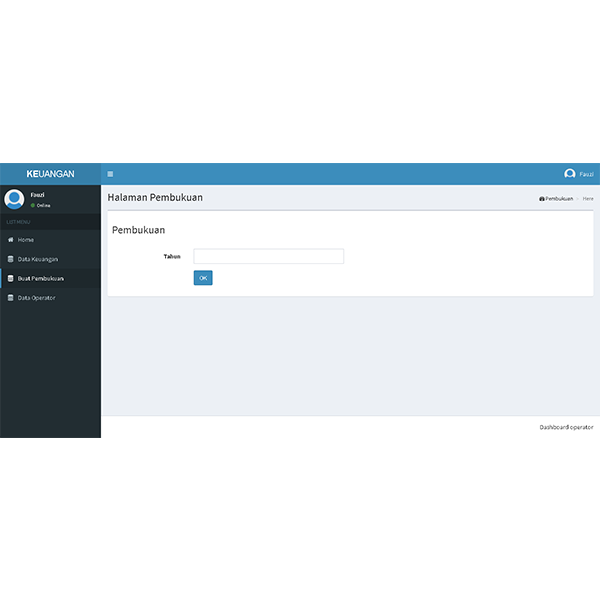 KEUANGAN
Fauzi
Fauzi
Online
Halaman Pembukuan
Pembukuan > Here
LIST MENU
Home
Data Keuangan
Buat Pembukuan
Data Operator
Pembukuan
Tahun
OK
Dashboard operator